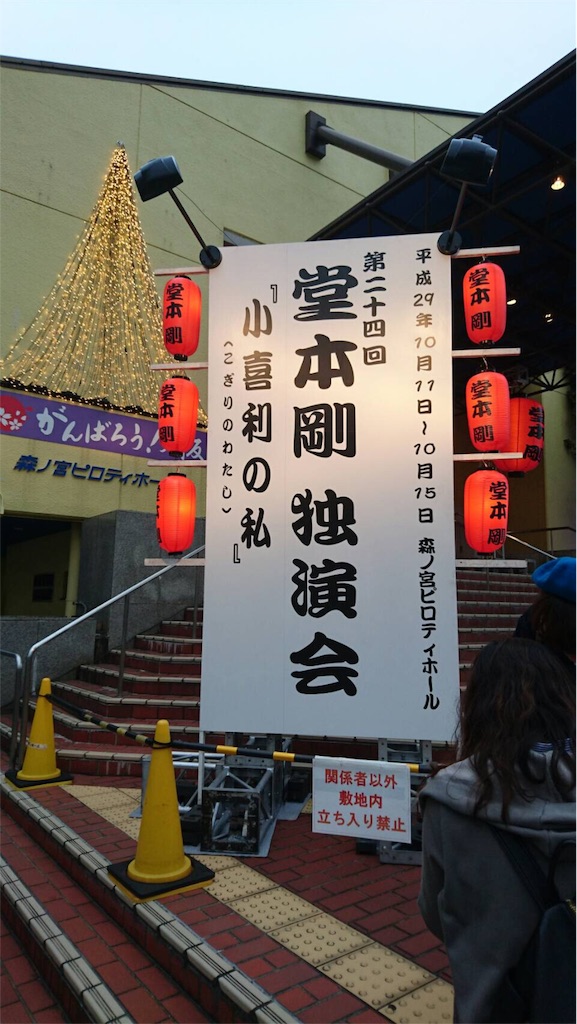 平成29年10月11日〜10月15日 森ノ宮ピロティホール
第二十四回
堂本剛 独演会
『小喜利の私』
(こぎりのわたし)
堂本剛
堂本剛
堂本剛
堂本剛
堂本剛
堂本剛
堂本剛
がんばろう!大阪
森ノ宮ピロティホール
関係者以外
敷地内
立ち入り禁止